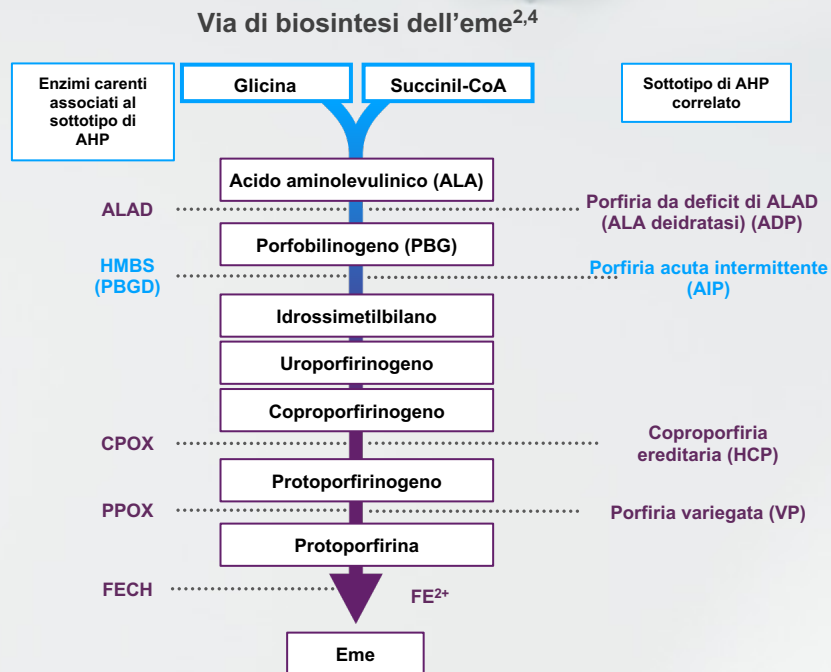 Via di biosintesi dell'eme2,4
Enzimi carenti
associati al
sottotipo di
AHP
Glicina
Succinil-CoA
Sottotipo di AHP
correlato
Acido aminolevulinico (ALA)
ALAD
Porfiria da deficit di ALAD
(ALA deidratasi) (ADP)
Porfobilinogeno (PBG)
HMBS
(PBGD)
Porfiria acuta intermittente
(AIP)
Idrossimetilbilano
Uroporfirinogeno
Coproporfirinogeno
CPOX
Coproporfiria
ereditaria (HCP)
Protoporfirinogeno
PPOX
Porfiria variegata (VP)
Protoporfirina
FECH
FE2+
Eme